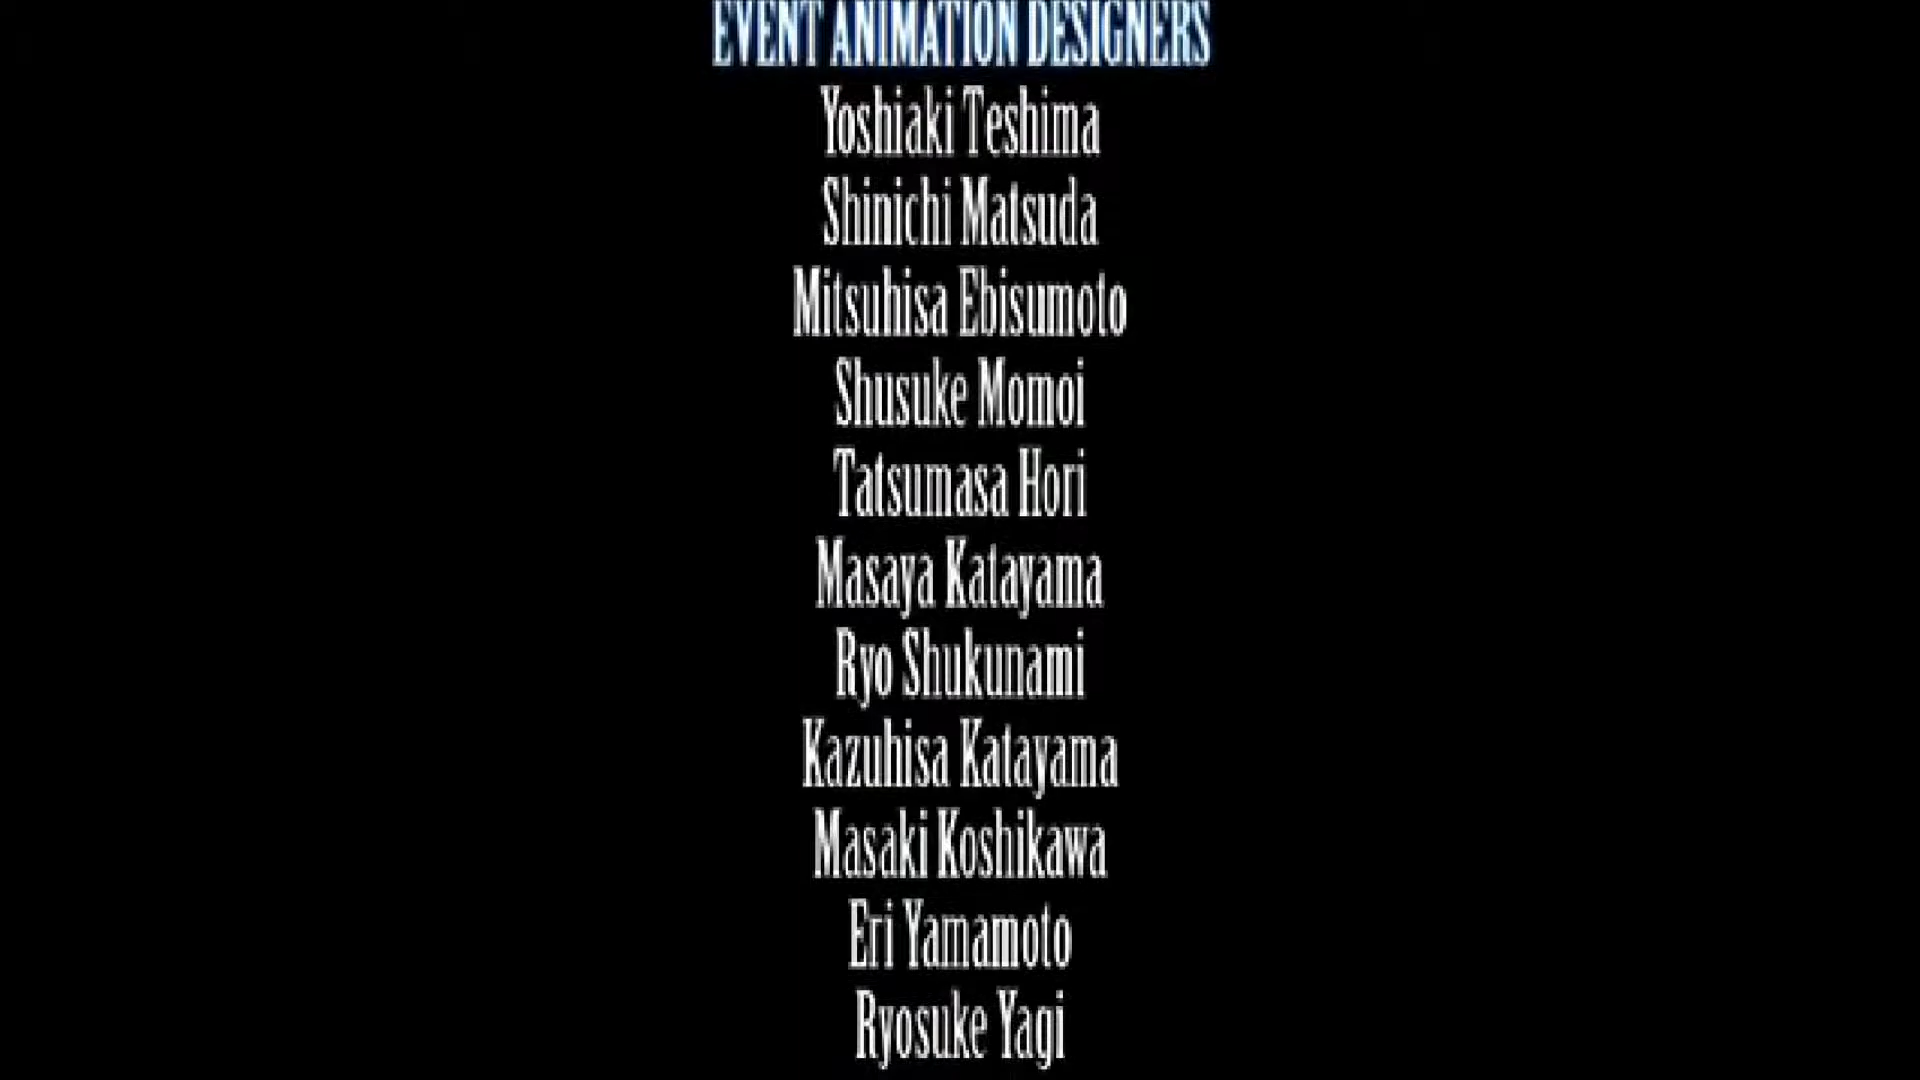 EVENT ANIMATION DESIGNERS
Yoshiaki Teshima
Shinichi Matsuda
Mitsuhisa Ebisumoto
Shusuke Momoi
Tatsumasa Hori
Masaya Katayama
Ryo Shukunami
Kazuhisa Katayama
Masaki Koshikawa
Eri Yamamoto
Ryosuke Yagi